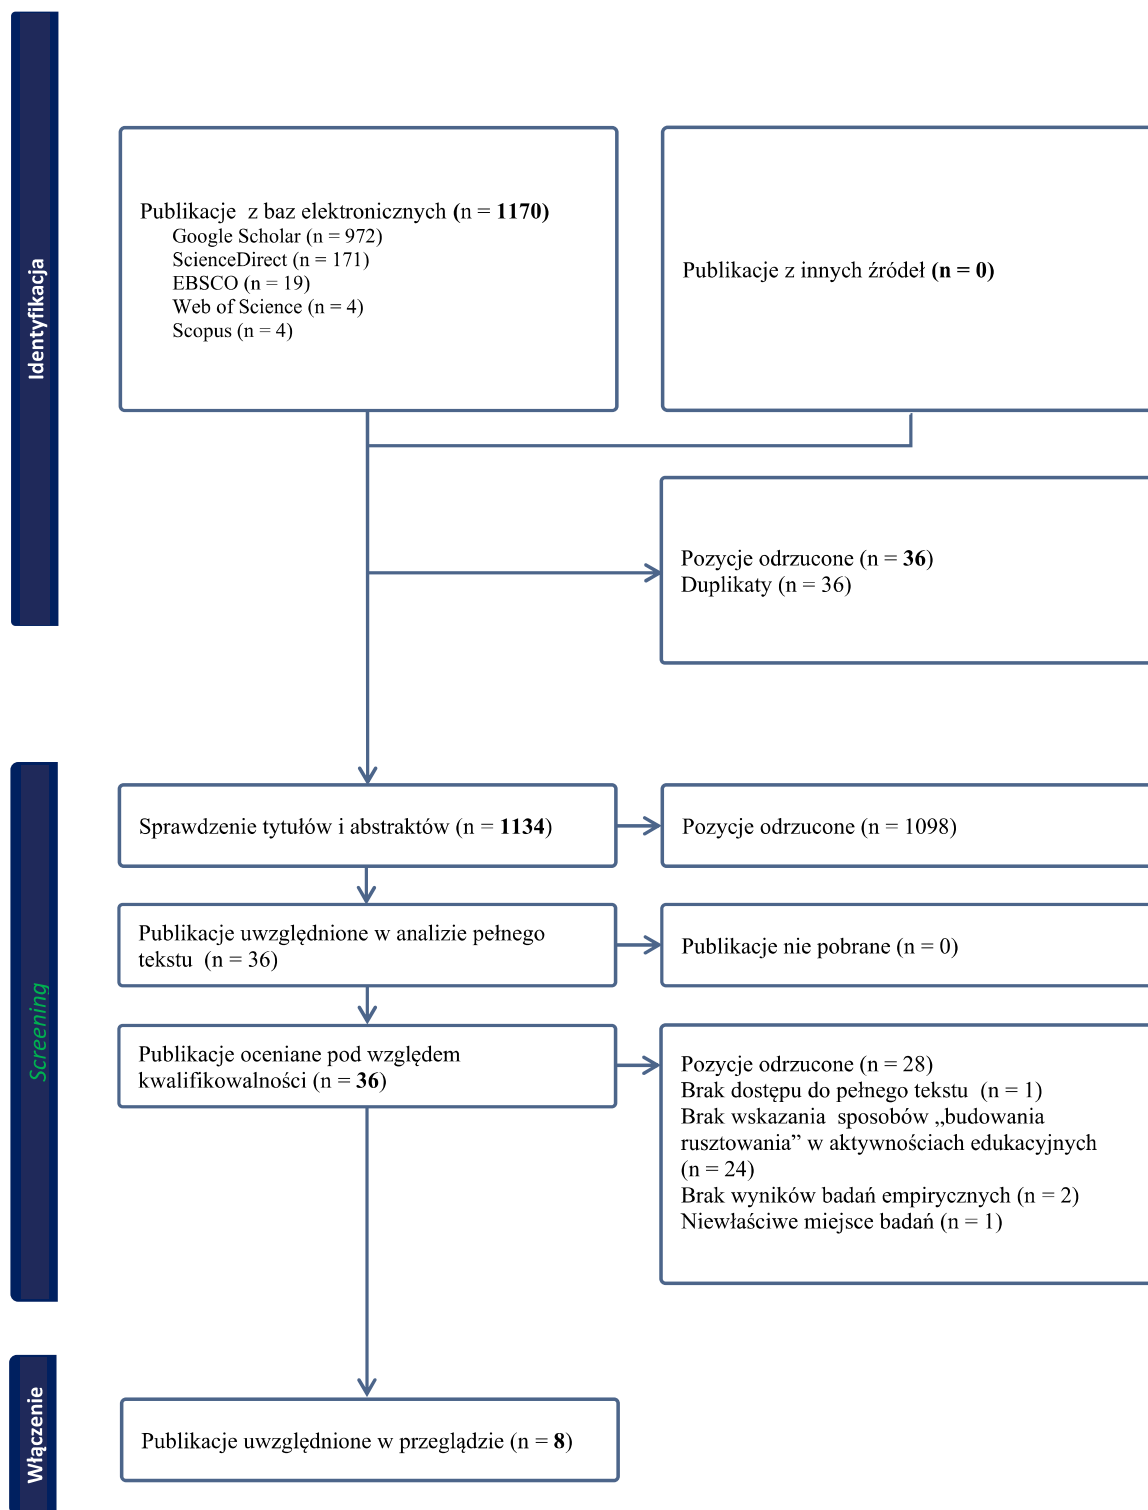 Identyfikacja
Publikacje z baz elektronicznych (n = 1170)
Google Scholar (n = 972)
ScienceDirect (n = 171)
EBSCO (n = 19)
Web of Science (n = 4)
Scopus (n = 4)
Publikacje z innych źródeł (n = 0)
Pozycje odrzucone (n = 36)
Duplikaty (n = 36)
Screening
Sprawdzenie tytułów i abstraktów (n = 1134)
Pozycje odrzucone (n = 1098)
Publikacje uwzględnione w analizie pełnego
tekstu (n = 36)
Publikacje nie pobrane (n = 0)
Publikacje oceniane pod względem
kwalifikowalności (n = 36)
Pozycje odrzucone (n = 28)
Brak dostępu do pełnego tekstu (n = 1)
Brak wskazania sposobów „budowania
rusztowania” w aktywnościach edukacyjnych
(n = 24)
Brak wyników badań empirycznych (n = 2)
Niewłaściwe miejsce badań (n = 1)
Włączenie
Publikacje uwzględnione w przeglądzie (n = 8)